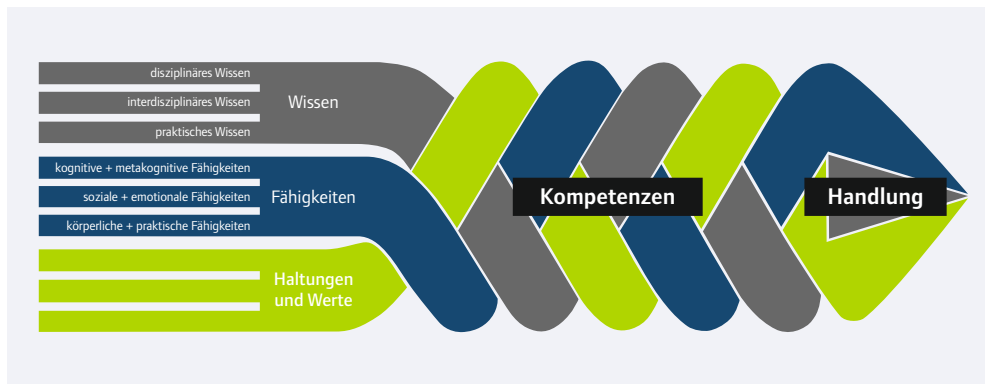 disziplinäres Wissen
interdisziplinäres Wissen
praktisches Wissen
Wissen
kognitive + metakognitive Fähigkeiten
soziale + emotionale Fähigkeiten
körperliche + praktische Fähigkeiten
Fähigkeiten
Haltungen
und Werte
Kompetenzen
Handlung